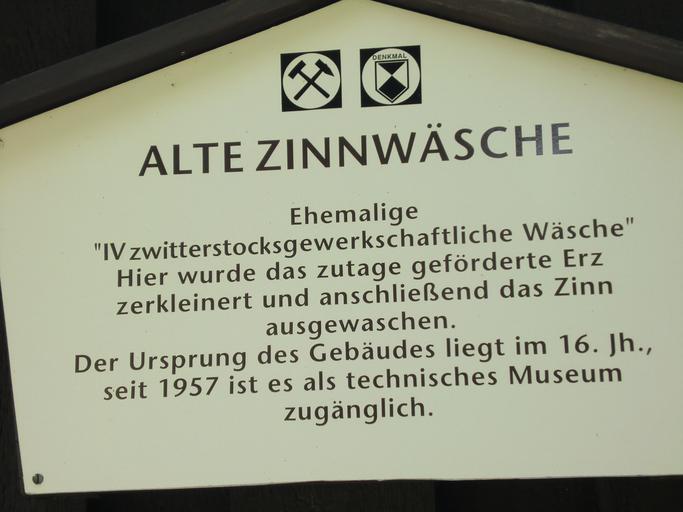 DENKMAL
ALTE ZINNWÄSCHE
Ehemalige
"IV zwitterstocksgewerkschaftliche Wäsche"
Hier wurde das zutage geförderte Erz
zerkleinert und anschließend das Zinn
ausgewaschen.
Der Ursprung des Gebäudes liegt im 16. Jh.,
seit 1957 ist es als technisches Museum
zugänglich.